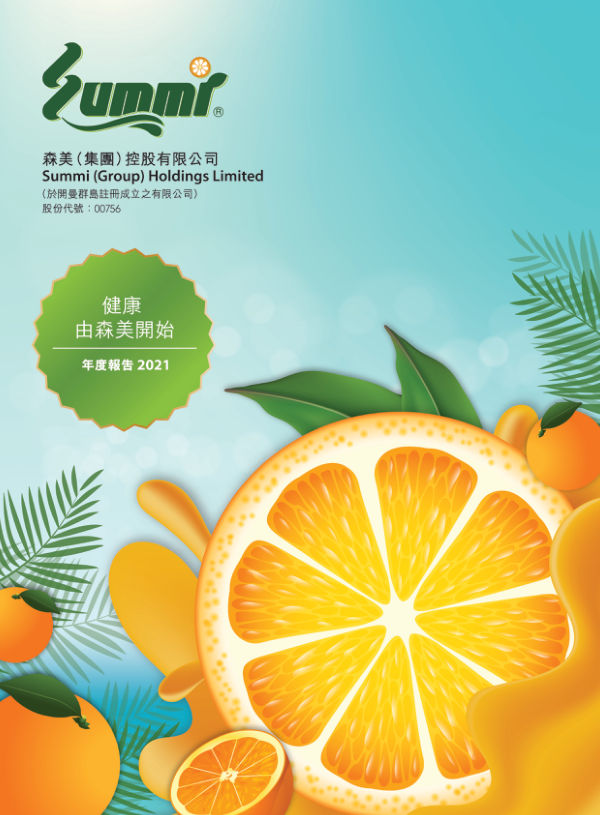 Summi®
森美（集團）控股有限公司
Summi (Group) Holdings Limited
（於開曼群島註冊成立之有限公司）
股份代號：00756
健康
由森美開始
年度報告 2021